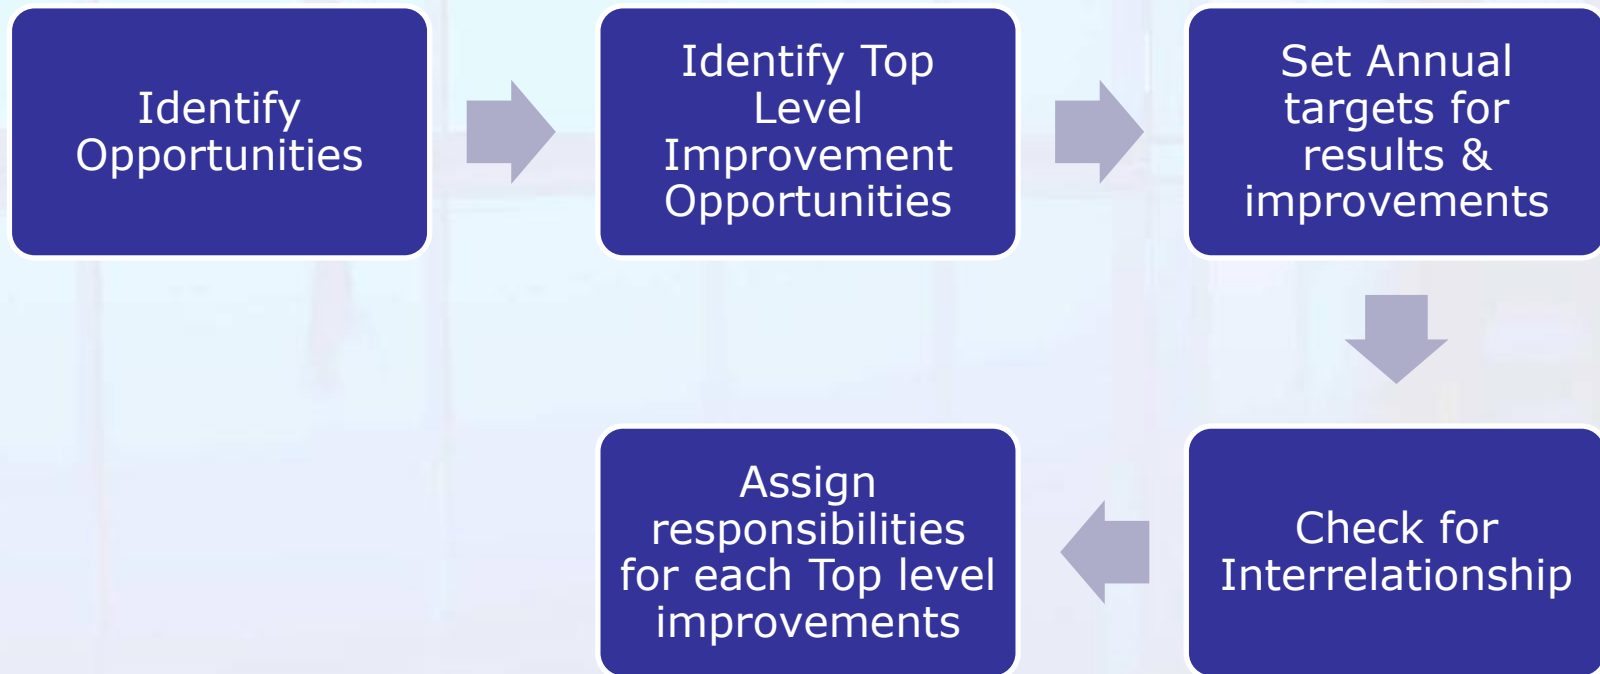 Identify
Opportunities
Identify Top
Level
Improvement
Opportunities
Set Annual
targets for
results &
improvements
Check for
Interrelationship
Assign
responsibilities
for each Top level
improvements